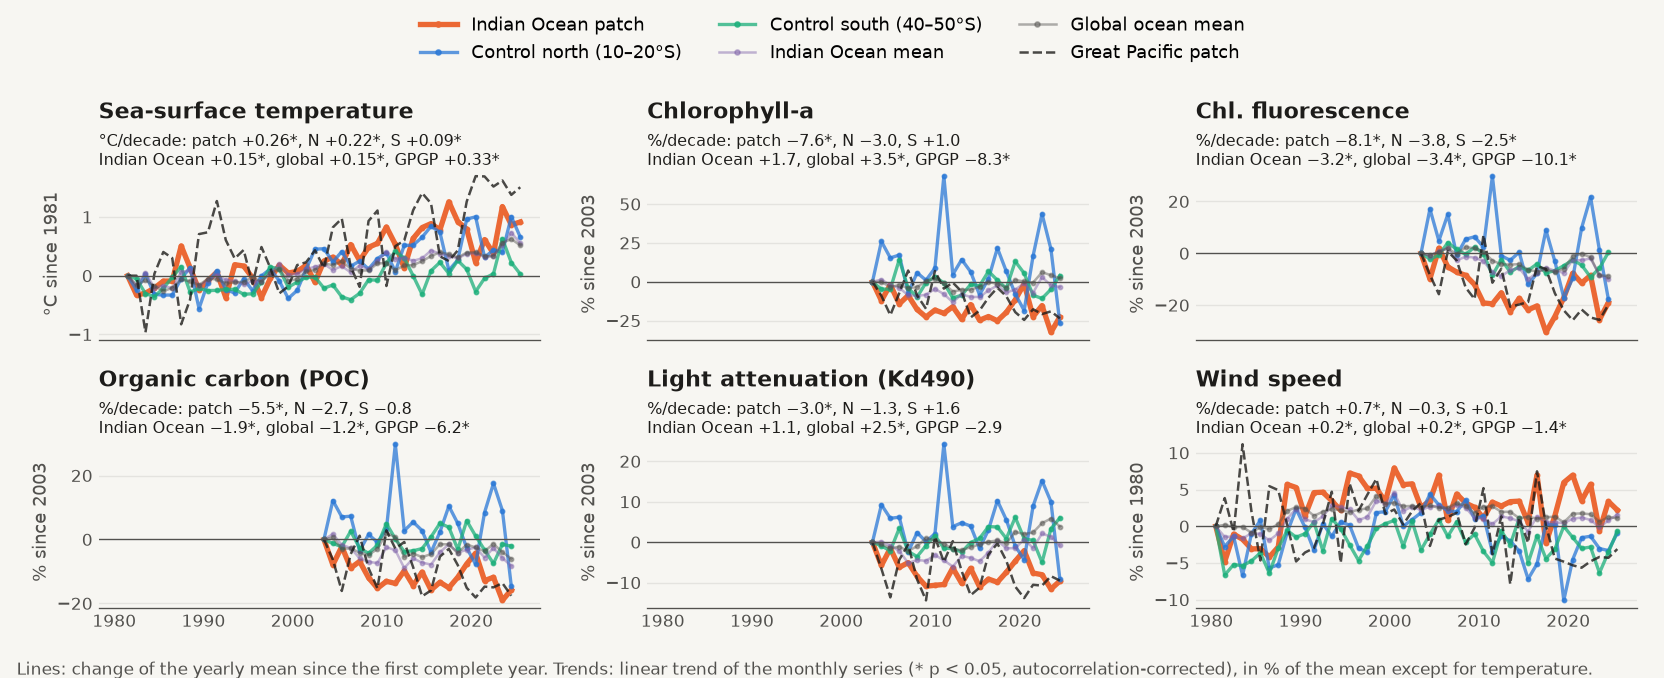 Indian Ocean patch
Control north (10–20°S)
Control south (40–50°S)
Indian Ocean mean
Global ocean mean
Great Pacific patch
Sea-surface temperature
°C/decade: patch +0.26*, N +0.22*, S +0.09*
Indian Ocean +0.15*, global +0.15*, GPGP +0.33*
°C since 1981
1
0
−1
Chlorophyll-a
%/decade: patch −7.6*, N −3.0, S +1.0
Indian Ocean +1.7, global +3.5*, GPGP −8.3*
% since 2003
50
25
0
−25
Chl. fluorescence
%/decade: patch −8.1*, N −3.8, S −2.5*
Indian Ocean −3.2*, global −3.4*, GPGP −10.1*
% since 2003
20
0
−20
Organic carbon (POC)
%/decade: patch −5.5*, N −2.7, S −0.8
Indian Ocean −1.9*, global −1.2*, GPGP −6.2*
% since 2003
20
0
−20
1980 1990 2000 2010 2020
Light attenuation (Kd490)
%/decade: patch −3.0*, N −1.3, S +1.6
Indian Ocean +1.1, global +2.5*, GPGP −2.9
% since 2003
20
10
0
−10
1980 1990 2000 2010 2020
Wind speed
%/decade: patch +0.7*, N −0.3, S +0.1
Indian Ocean +0.2*, global +0.2*, GPGP −1.4*
% since 1980
10
5
0
−5
−10
1980 1990 2000 2010 2020
Lines: change of the yearly mean since the first complete year. Trends: linear trend of the monthly series (* p < 0.05, autocorrelation-corrected), in % of the mean except for temperature.